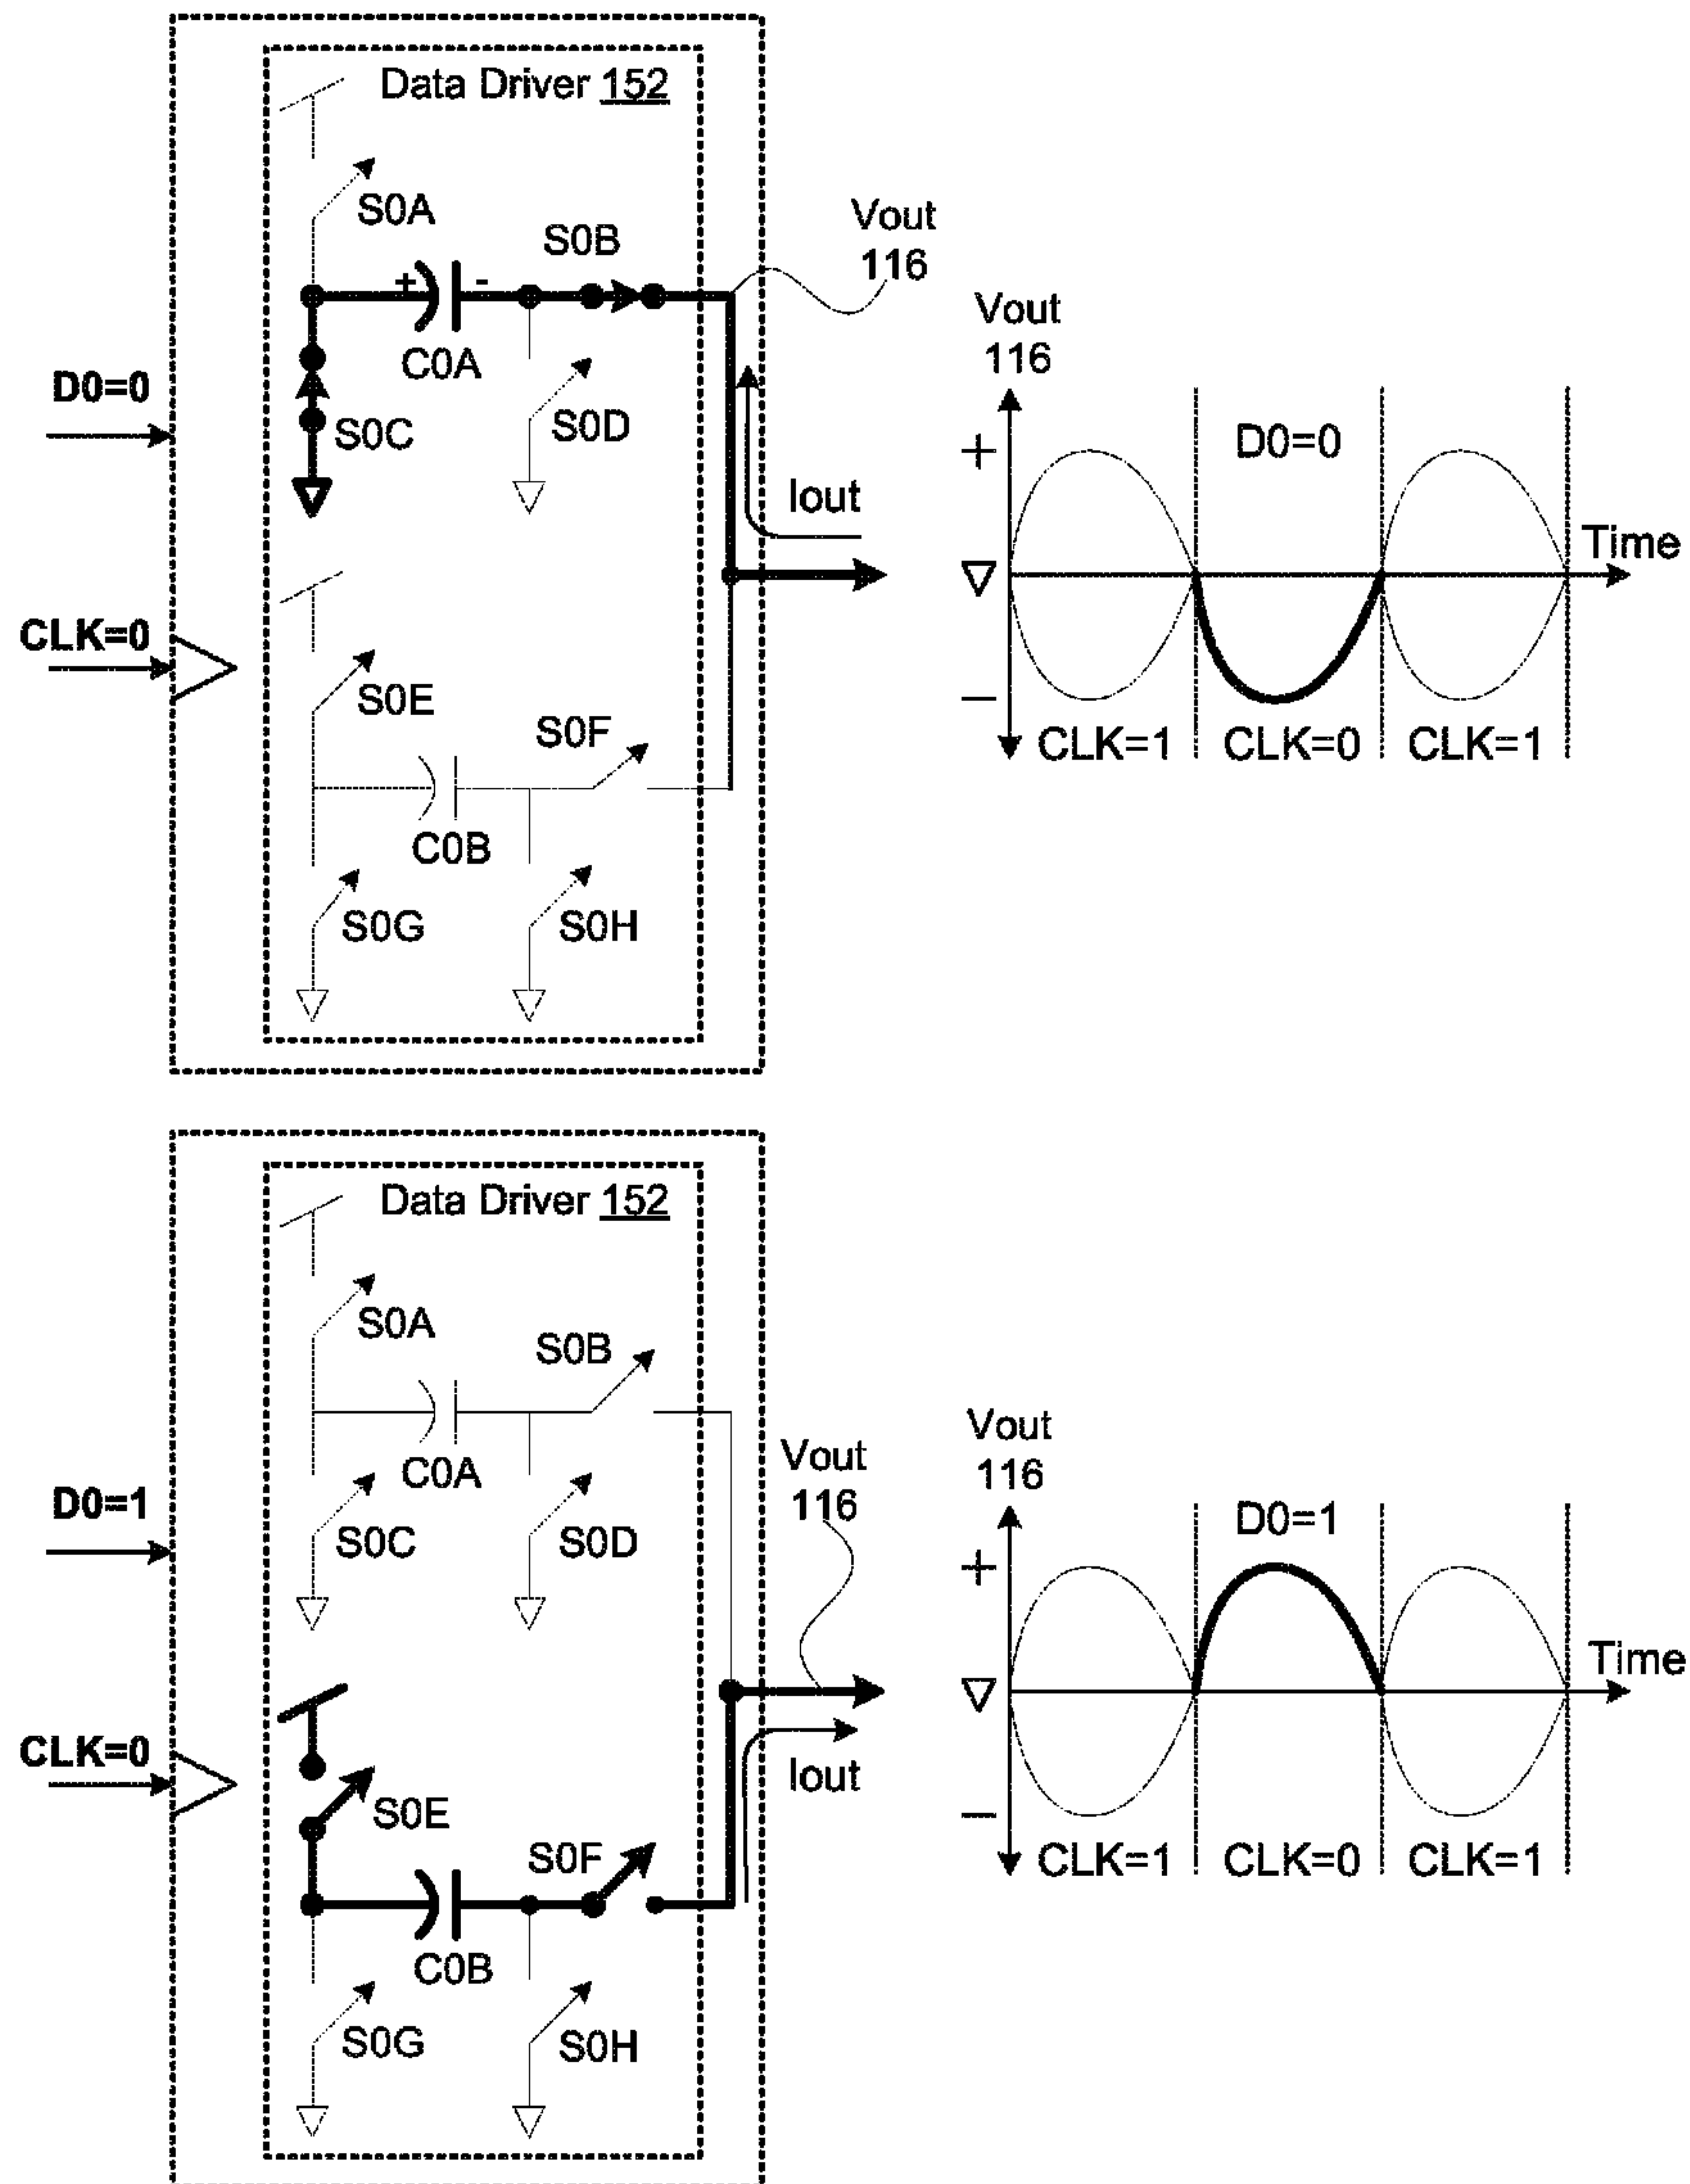 Data Driver 152
S0A
S0B
Vout
116
+ -
C0A
D0=0
S0C
S0D
Iout
CLK=0
S0E
S0F
C0B
S0G
S0H
Vout
116
+
D0=0
Time
−
CLK=1
CLK=0
CLK=1
Data Driver 152
S0A
S0B
C0A
D0=1
S0C
S0D
Vout
116
CLK=0
S0E
Iout
S0F
C0B
S0G
S0H
Vout
116
D0=1
+
Time
−
CLK=1
CLK=0
CLK=1